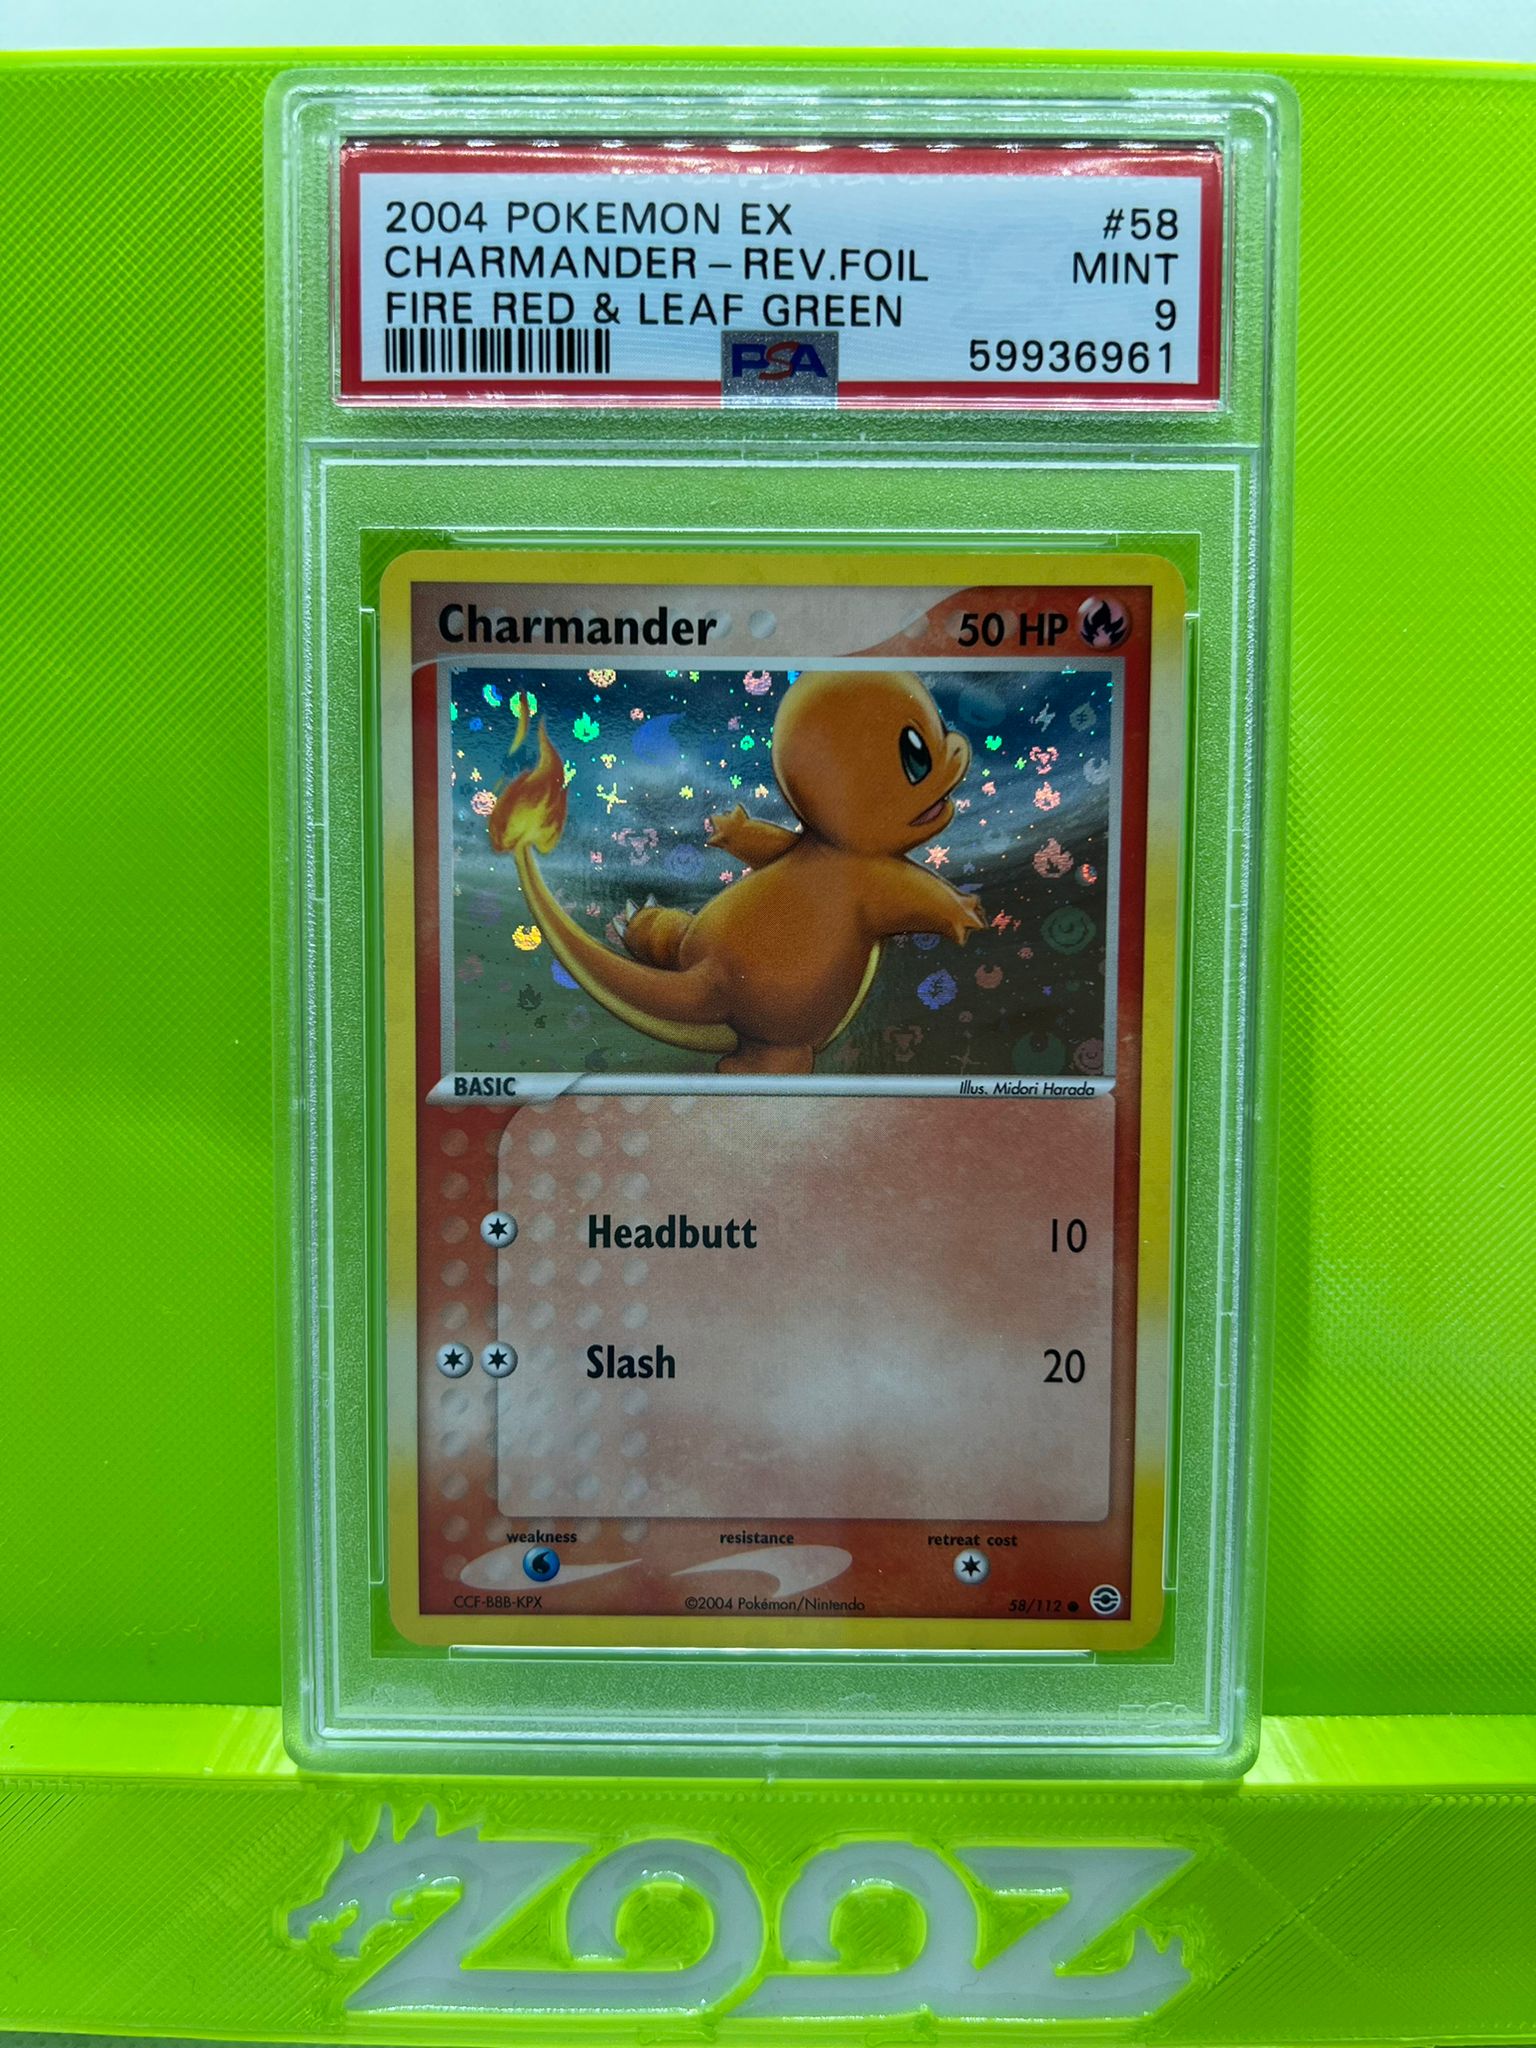 2004 POKEMON EX #58
CHARMANDER - REV.FOIL MINT
FIRE RED & LEAF GREEN 9
PSA 59936961
Charmander 50 HP
BASIC Illus. Midori Harada
Headbutt 10
Slash 20
weakness resistance retreat cost
CCF-B8B-KPX ©2004 Pokémon/Nintendo 58/112
ZOOZ